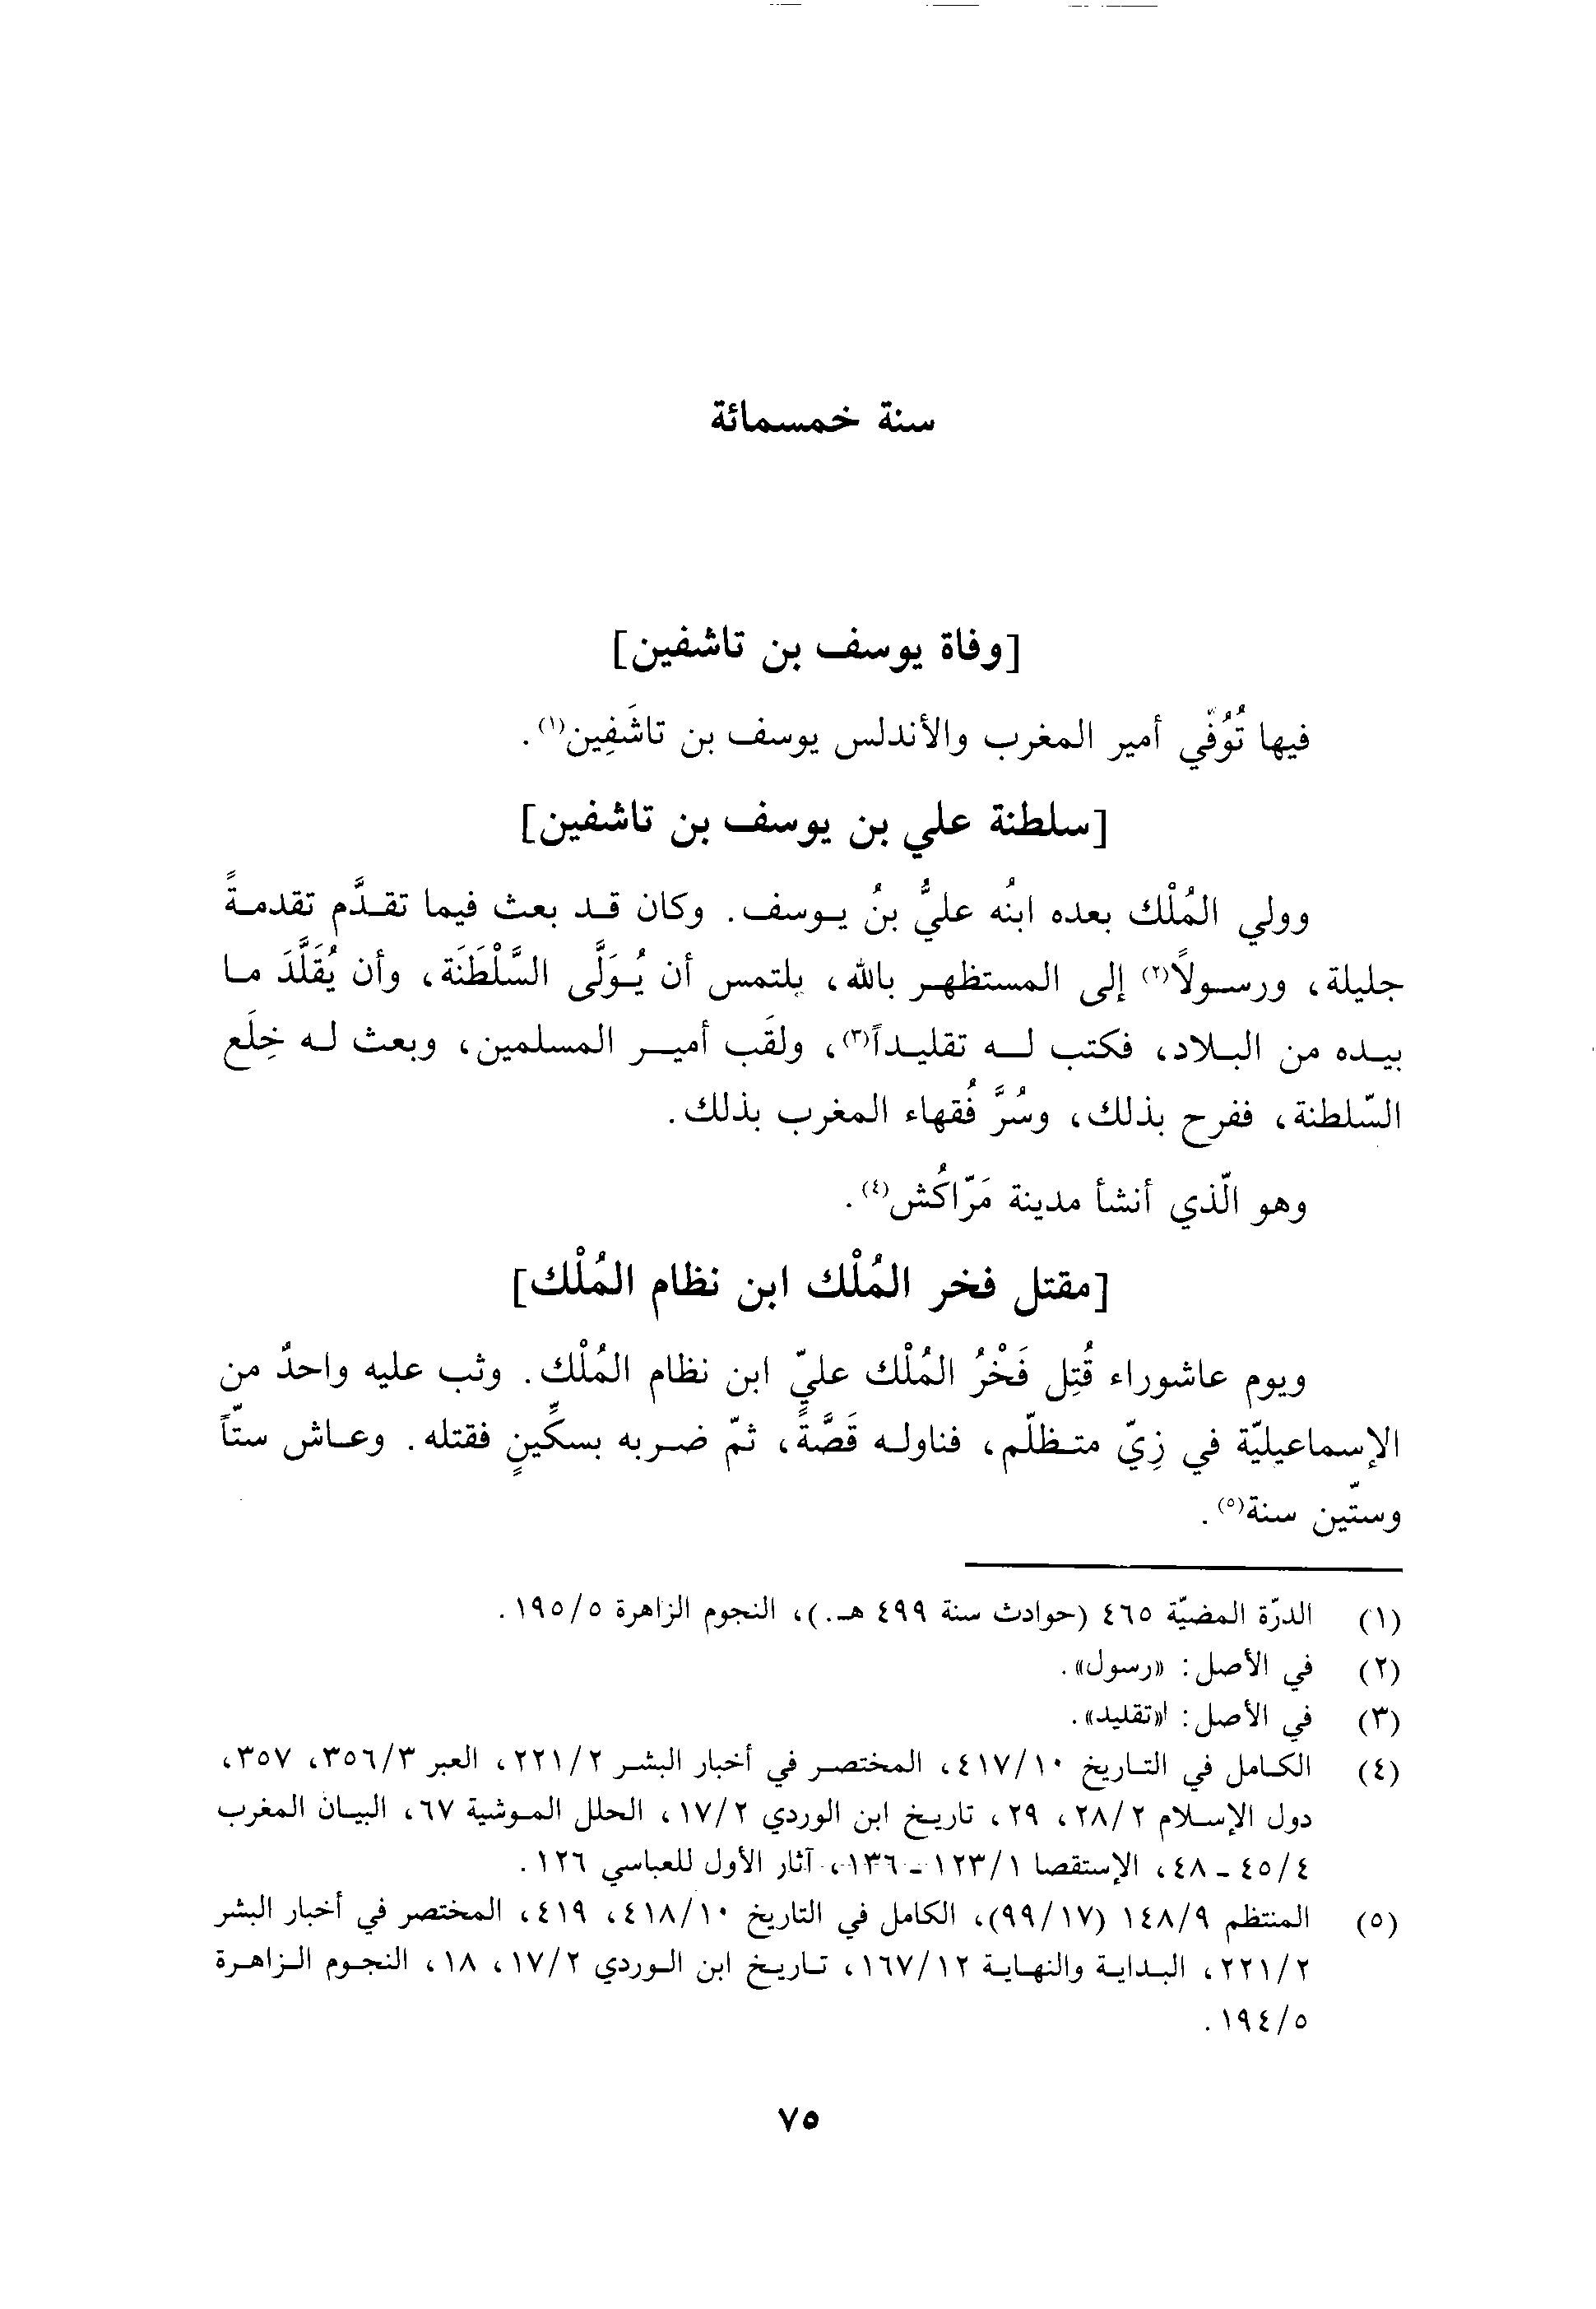 سنة خمسمائة
[وفاة يوسف بن تاشفين]
فيها تُوُفّي أمير المغرب والأندلس يوسف بن تاشَفِين(١).
[سلطنة علي بن يوسف بن تاشفين]
وولي المُلْك بعده ابنُه عليُّ بنُ يوسف. وكان قد بعث فيما تقدَّم تقدمةً
جليلة، ورسولاً(٢) إلى المستظهر بالله، يلتمس أن يُوَلَّى السَّلْطَنَة، وأن يُقَلَّدَ ما
بيده من البلاد، فكتب له تقليداً(٣)، ولقَب أمير المسلمين، وبعث له خِلَع
السّلطنة، ففرح بذلك، وسُرَّ فُقهاء المغرب بذلك.
وهو الّذي أنشأ مدينة مَرّاكُش(٤).
[مقتل فخر المُلْك ابن نظام المُلْك]
ويوم عاشوراء قُتِل فَخْرُ المُلْك عليّ ابن نظام المُلْك. وثب عليه واحدٌ من
الإسماعيليّة في زِيّ متظلّم، فناوله قَصَّةً، ثمّ ضربه بسكِّينٍ فقتله. وعاش ستّاً
وستّين سنة(٥).
(١) الدرّة المضيّة ٤٦٥ (حوادث سنة ٤٩٩ هـ.)، النجوم الزاهرة ١٩٥/٥.
(٢) في الأصل: «رسول».
(٣) في الأصل: «تقليد».
(٤) الكامل في التاريخ ٤١٧/١٠، المختصر في أخبار البشر ٢٢١/٢، العبر ٣٥٦/٣، ٣٥٧،
دول الإسلام ٢٨/٢، ٢٩، تاريخ ابن الوردي ١٧/٢، الحلل الموشية ٦٧، البيان المغرب
٤٥/٤ - ٤٨، الإستقصا ١٢٣/١ - ١٣٦، آثار الأول للعباسي ١٢٦.
(٥) المنتظم ١٤٨/٩ (٩٩/١٧)، الكامل في التاريخ ٤١٨/١٠، ٤١٩، المختصر في أخبار البشر
٢٢١/٢، البداية والنهاية ١٦٧/١٢، تاريخ ابن الوردي ١٧/٢، ١٨، النجوم الزاهرة
١٩٤/٥.
٧٥